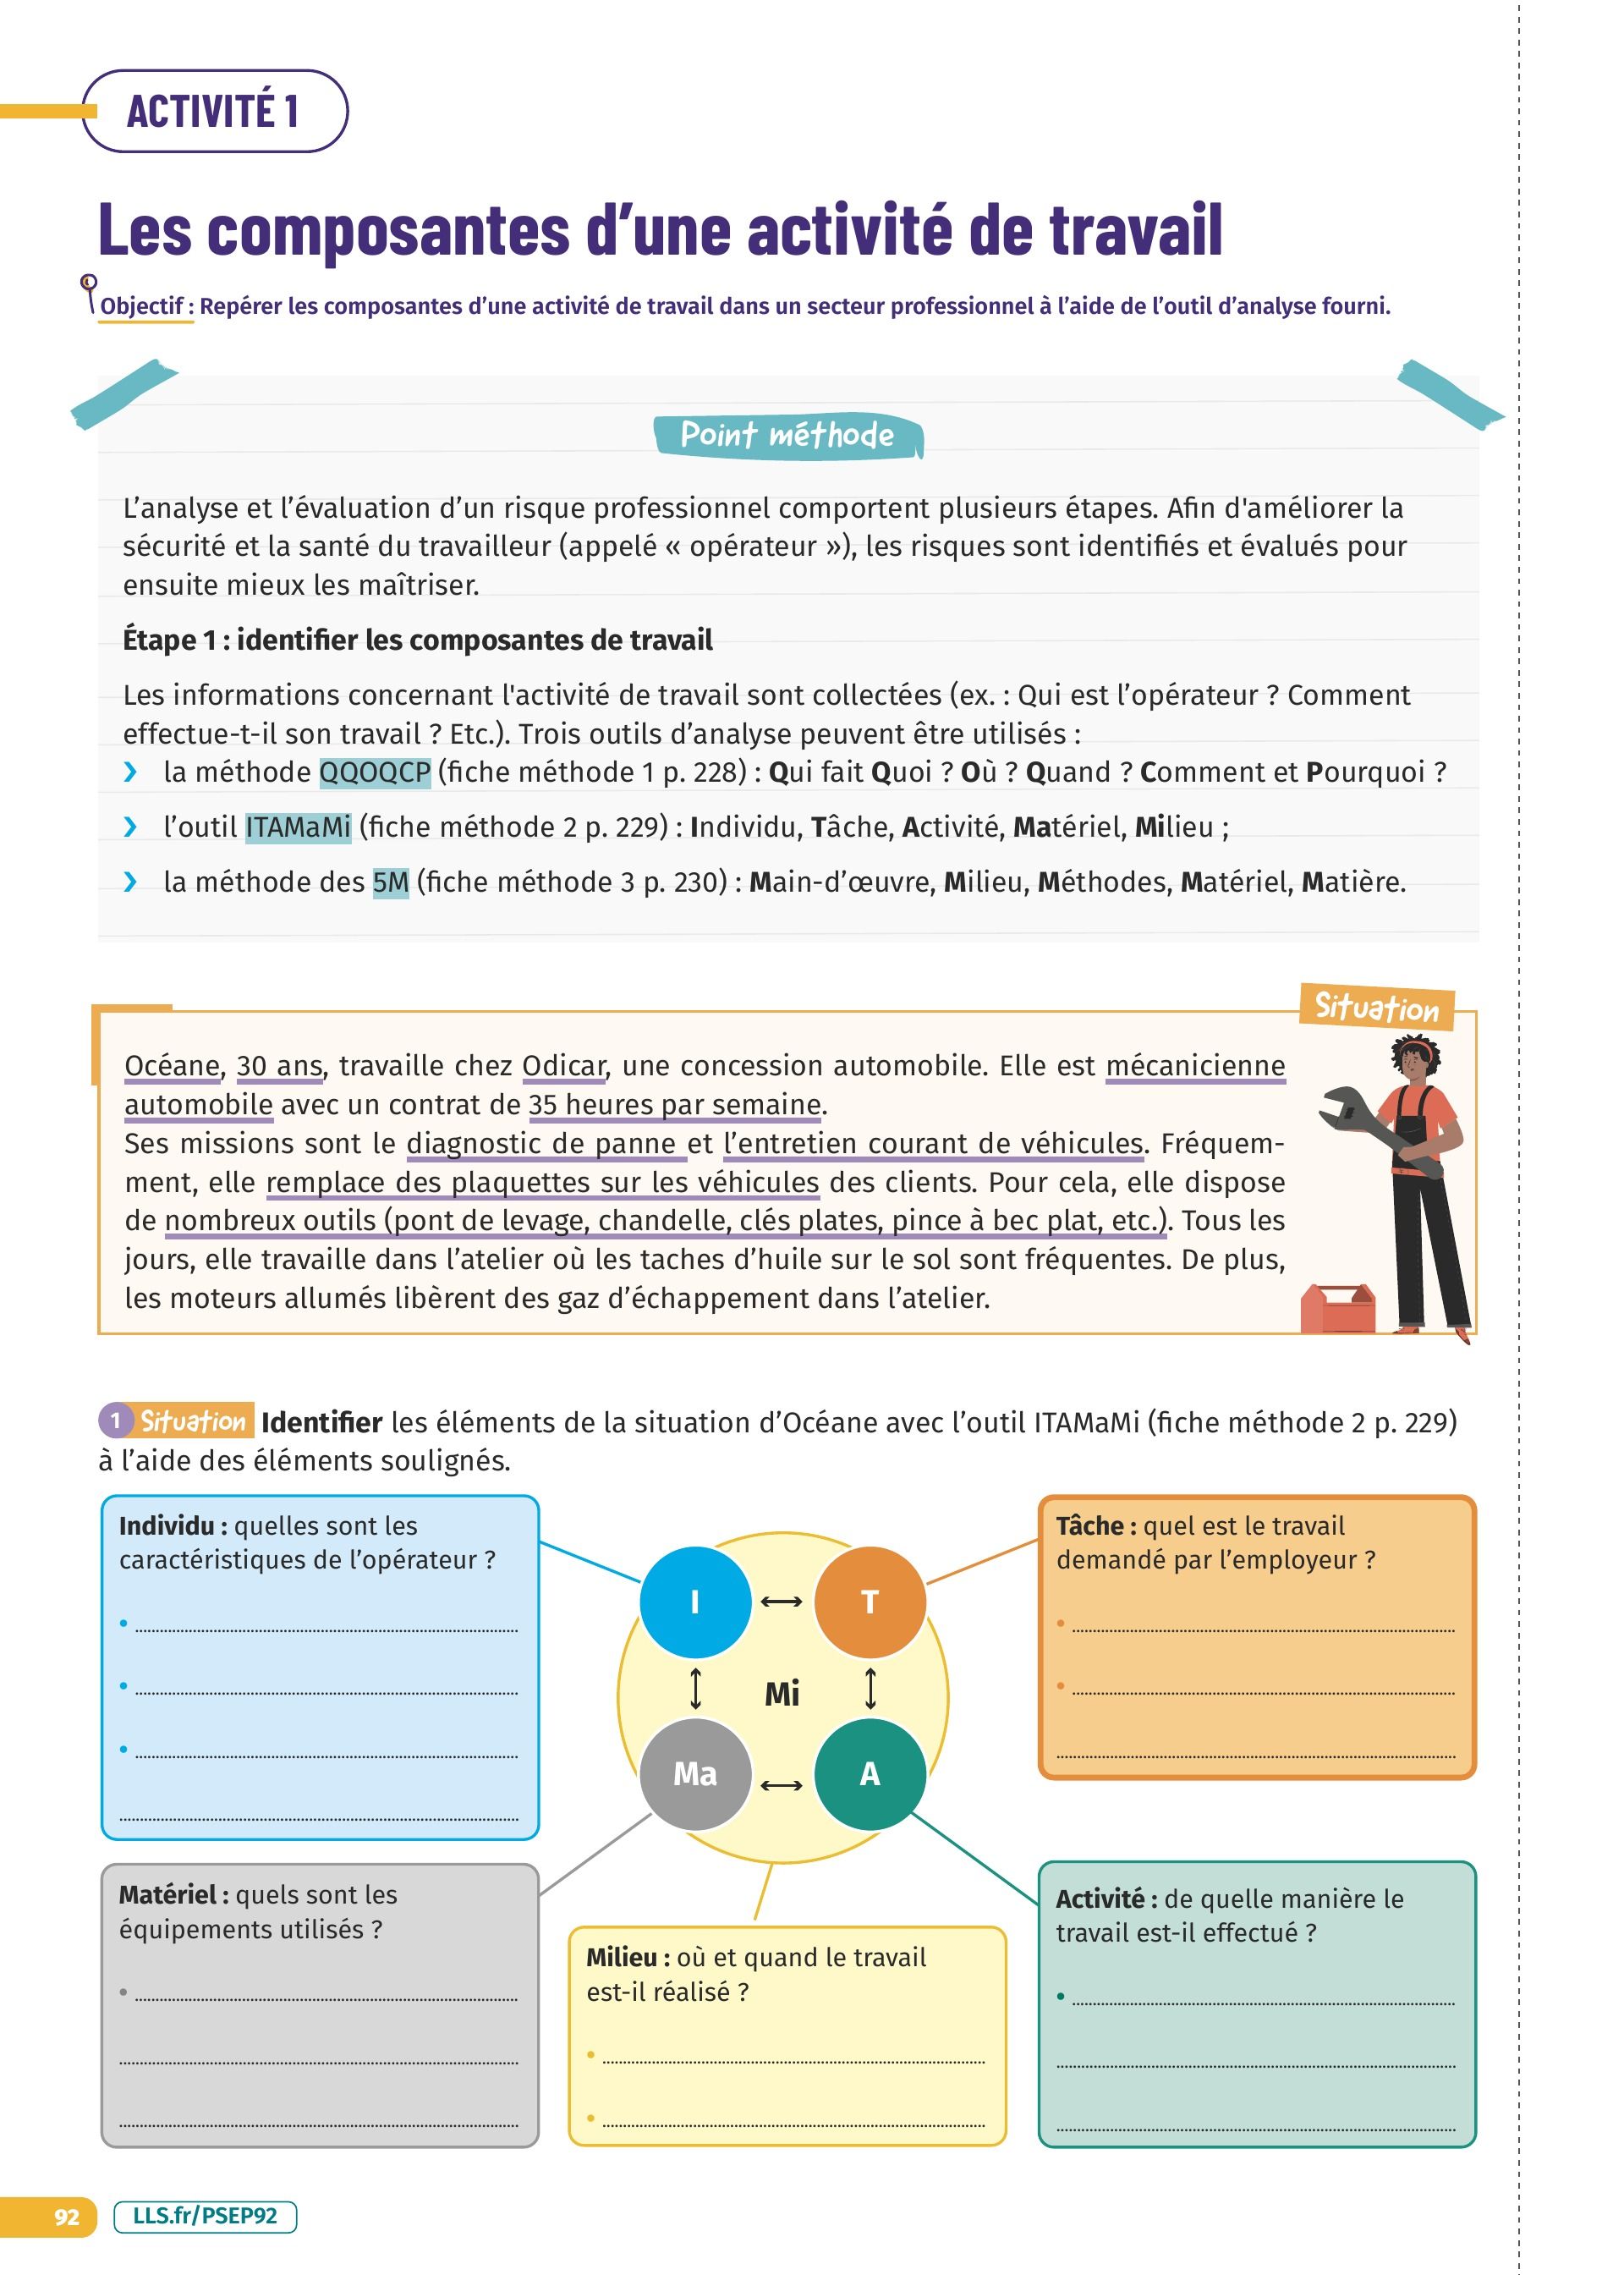 ACTIVITÉ 1
Les composantes d’une activité de travail
Objectif : Repérer les composantes d’une activité de travail dans un secteur professionnel à l’aide de l’outil d’analyse fourni.
Point méthode
L’analyse et l’évaluation d’un risque professionnel comportent plusieurs étapes. Afin d'améliorer la
sécurité et la santé du travailleur (appelé « opérateur »), les risques sont identifiés et évalués pour
ensuite mieux les maîtriser.
Étape 1 : identifier les composantes de travail
Les informations concernant l'activité de travail sont collectées (ex. : Qui est l’opérateur ? Comment
effectue-t-il son travail ? Etc.). Trois outils d’analyse peuvent être utilisés :
› la méthode QQOQCP (fiche méthode 1 p. 228) : Qui fait Quoi ? Où ? Quand ? Comment et Pourquoi ?
› l’outil ITAMaMi (fiche méthode 2 p. 229) : Individu, Tâche, Activité, Matériel, Milieu ;
› la méthode des 5M (fiche méthode 3 p. 230) : Main-d’œuvre, Milieu, Méthodes, Matériel, Matière.
Situation
Océane, 30 ans, travaille chez Odicar, une concession automobile. Elle est mécanicienne
automobile avec un contrat de 35 heures par semaine.
Ses missions sont le diagnostic de panne et l’entretien courant de véhicules. Fréquem-
ment, elle remplace des plaquettes sur les véhicules des clients. Pour cela, elle dispose
de nombreux outils (pont de levage, chandelle, clés plates, pince à bec plat, etc.). Tous les
jours, elle travaille dans l’atelier où les taches d’huile sur le sol sont fréquentes. De plus,
les moteurs allumés libèrent des gaz d’échappement dans l’atelier.
1 Situation Identifier les éléments de la situation d’Océane avec l’outil ITAMaMi (fiche méthode 2 p. 229)
à l’aide des éléments soulignés.
Individu : quelles sont les
caractéristiques de l’opérateur ?
Tâche : quel est le travail
demandé par l’employeur ?
I
T
Mi
Ma
A
Matériel : quels sont les
équipements utilisés ?
Milieu : où et quand le travail
est-il réalisé ?
Activité : de quelle manière le
travail est-il effectué ?
92
LLS.fr/PSEP92